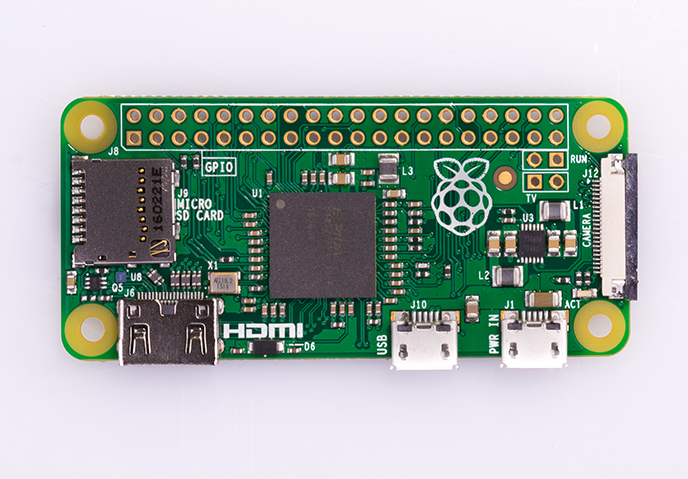 J8
GPIO
RUN
J12
TV
J9
MICRO
SD CARD
160221E
U1
L3
L1
U3
CAMERA
L2
X1
U8
Q5
J6
HDMI
D6
USB
J10
PWR IN
J1
ACT